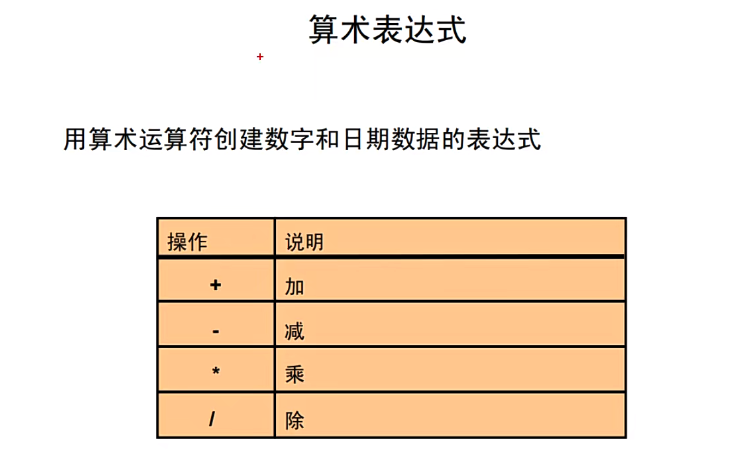 算术表达式
用算术运算符创建数字和日期数据的表达式
操作 说明
+ 加
- 减
* 乘
/ 除